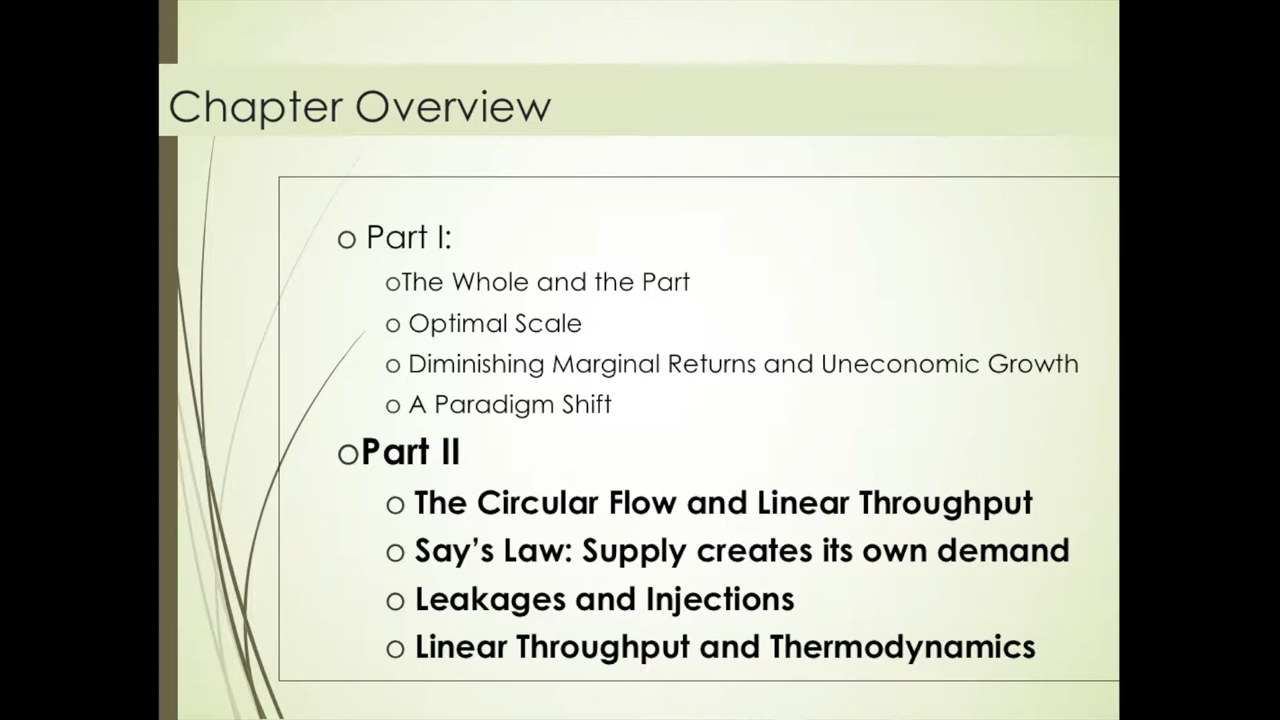 Chapter Overview
Part I:
The Whole and the Part
Optimal Scale
Diminishing Marginal Returns and Uneconomic Growth
A Paradigm Shift
Part II
The Circular Flow and Linear Throughput
Say’s Law: Supply creates its own demand
Leakages and Injections
Linear Throughput and Thermodynamics